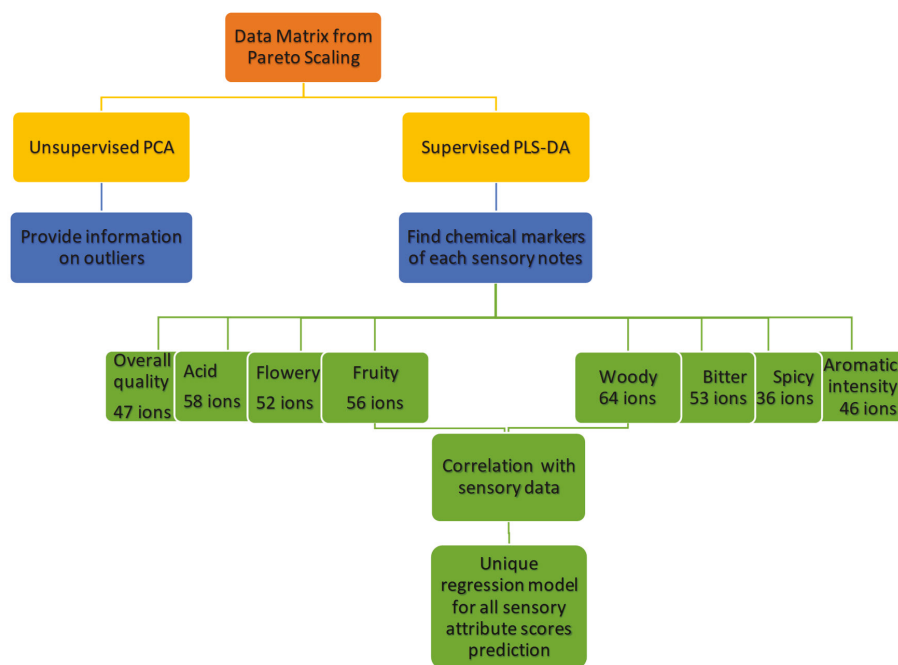 Data Matrix from
Pareto Scaling
Unsupervised PCA
Supervised PLS-DA
Provide information
on outliers
Find chemical markers
of each sensory notes
Overall
quality
47 ions
Acid
58 ions
Flowery
52 ions
Fruity
56 ions
Woody
64 ions
Bitter
53 ions
Spicy
36 ions
Aromatic
intensity
46 ions
Correlation with
sensory data
Unique
regression model
for all sensory
attribute scores
prediction